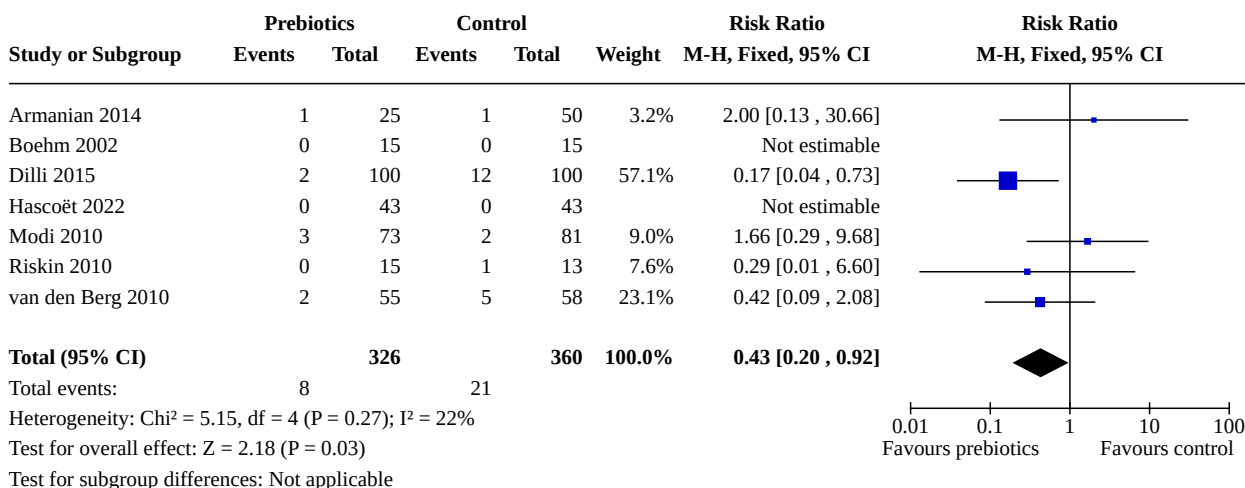 Prebiotics Control Risk Ratio Risk Ratio
Study or Subgroup Events Total Events Total Weight M-H, Fixed, 95% CI M-H, Fixed, 95% CI
Armanian 2014 1 25 1 50 3.2% 2.00 [0.13 , 30.66]
Boehm 2002 0 15 0 15 Not estimable
Dilli 2015 2 100 12 100 57.1% 0.17 [0.04 , 0.73]
Hascoët 2022 0 43 0 43 Not estimable
Modi 2010 3 73 2 81 9.0% 1.66 [0.29 , 9.68]
Riskin 2010 0 15 1 13 7.6% 0.29 [0.01 , 6.60]
van den Berg 2010 2 55 5 58 23.1% 0.42 [0.09 , 2.08]
Total (95% CI) 326 360 100.0% 0.43 [0.20 , 0.92]
Total events: 8 21
Heterogeneity: Chi² = 5.15, df = 4 (P = 0.27); I² = 22%
Test for overall effect: Z = 2.18 (P = 0.03)
Test for subgroup differences: Not applicable
0.01 0.1 1 10 100
Favours prebiotics Favours control